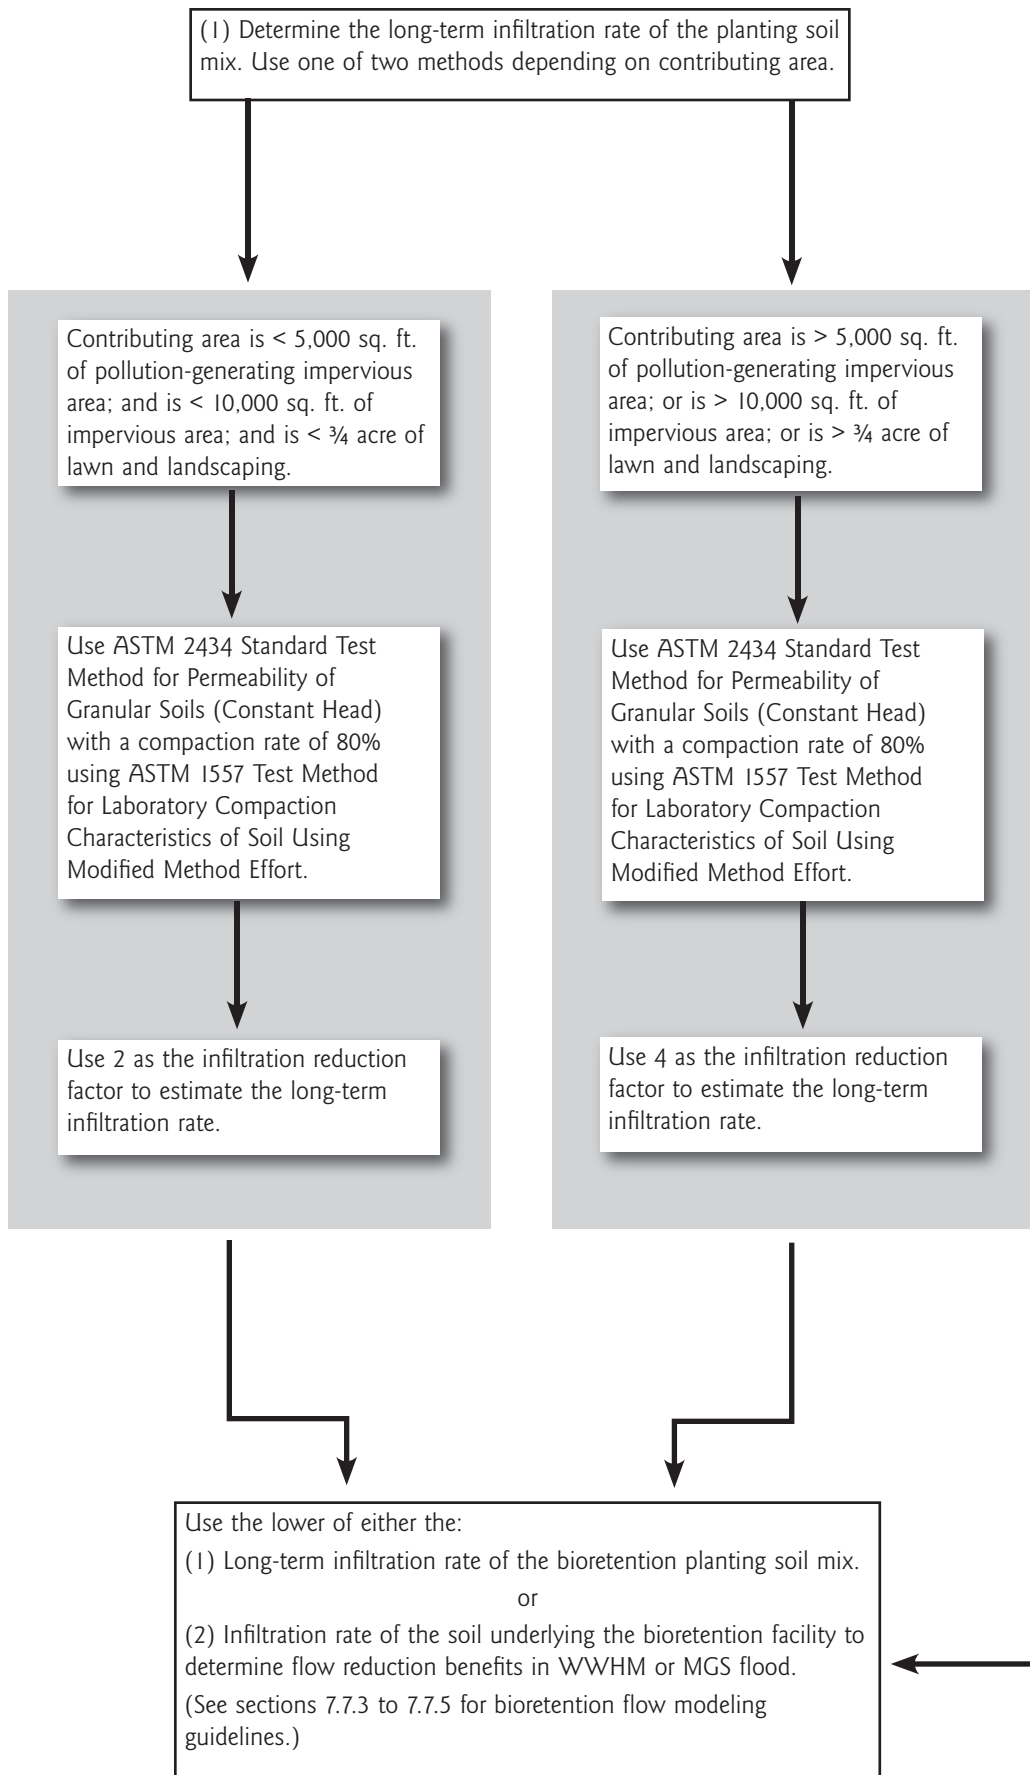 (1) Determine the long-term infiltration rate of the planting soil
mix. Use one of two methods depending on contributing area.
Contributing area is < 5,000 sq. ft.
of pollution-generating impervious
area; and is < 10,000 sq. ft. of
impervious area; and is < ¾ acre of
lawn and landscaping.
Use ASTM 2434 Standard Test
Method for Permeability of
Granular Soils (Constant Head)
with a compaction rate of 80%
using ASTM 1557 Test Method
for Laboratory Compaction
Characteristics of Soil Using
Modified Method Effort.
Use 2 as the infiltration reduction
factor to estimate the long-term
infiltration rate.
Contributing area is > 5,000 sq. ft.
of pollution-generating impervious
area; or is > 10,000 sq. ft. of
impervious area; or is > ¾ acre of
lawn and landscaping.
Use ASTM 2434 Standard Test
Method for Permeability of
Granular Soils (Constant Head)
with a compaction rate of 80%
using ASTM 1557 Test Method
for Laboratory Compaction
Characteristics of Soil Using
Modified Method Effort.
Use 4 as the infiltration reduction
factor to estimate the long-term
infiltration rate.
Use the lower of either the:
(1) Long-term infiltration rate of the bioretention planting soil mix.
or
(2) Infiltration rate of the soil underlying the bioretention facility to
determine flow reduction benefits in WWHM or MGS flood.
(See sections 7.7.3 to 7.7.5 for bioretention flow modeling
guidelines.)